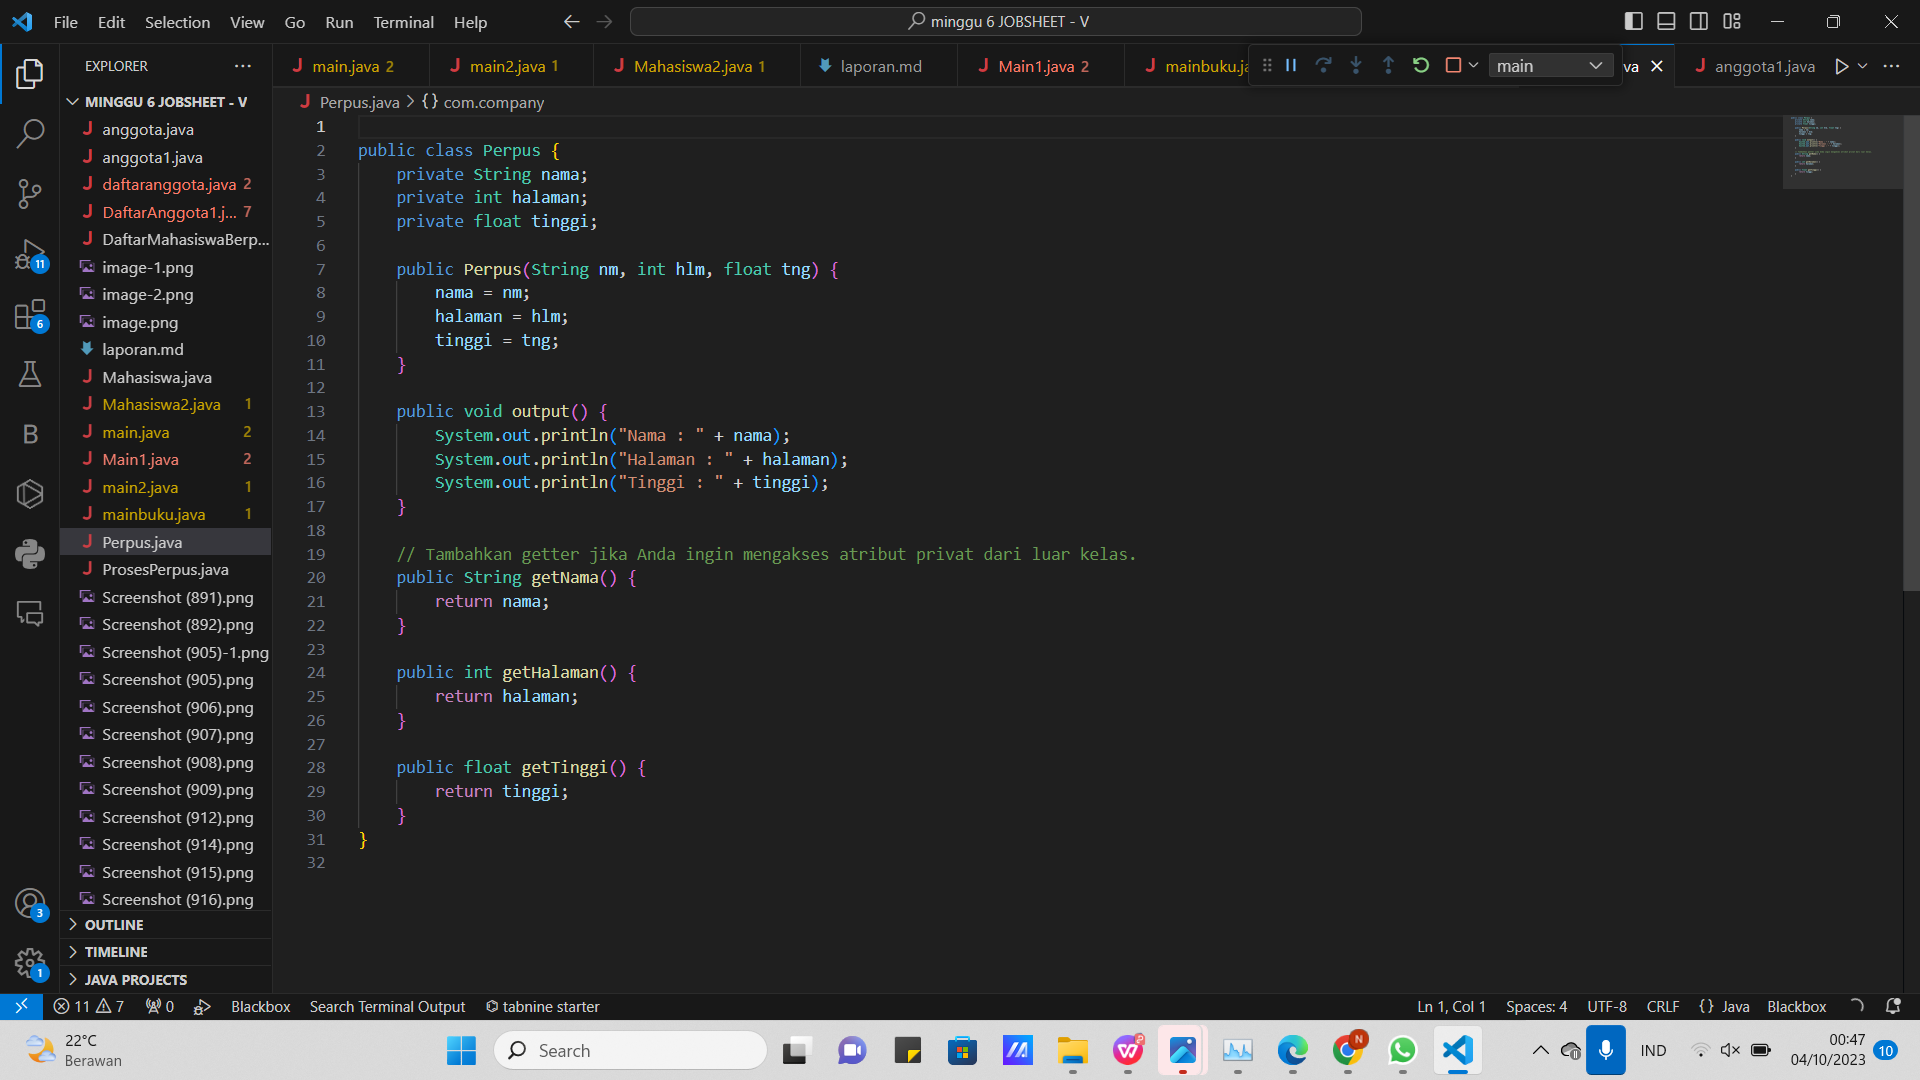 File Edit Selection View Go Run Terminal Help
minggu 6 JOBSHEET - V
EXPLORER
main.java 2
main2.java 1
Mahasiswa2.java 1
laporan.md
Main1.java 2
mainbuku.ja
main
va
anggota1.java
MINGGU 6 JOBSHEET - V
Perpus.java > {} com.company
anggota.java
anggota1.java
daftaranggota.java 2
DaftarAnggota1.j... 7
DaftarMahasiswaBerp...
image-1.png
image-2.png
image.png
laporan.md
Mahasiswa.java
Mahasiswa2.java 1
main.java 2
Main1.java 2
main2.java 1
mainbuku.java 1
Perpus.java
ProsesPerpus.java
Screenshot (891).png
Screenshot (892).png
Screenshot (905)-1.png
Screenshot (905).png
Screenshot (906).png
Screenshot (907).png
Screenshot (908).png
Screenshot (909).png
Screenshot (912).png
Screenshot (914).png
Screenshot (915).png
Screenshot (916).png
OUTLINE
TIMELINE
JAVA PROJECTS
11
6
B
3
1
1
2 public class Perpus {
3 private String nama;
4 private int halaman;
5 private float tinggi;
6
7 public Perpus(String nm, int hlm, float tng) {
8 nama = nm;
9 halaman = hlm;
10 tinggi = tng;
11 }
12
13 public void output() {
14 System.out.println("Nama : " + nama);
15 System.out.println("Halaman : " + halaman);
16 System.out.println("Tinggi : " + tinggi);
17 }
18
19 // Tambahkan getter jika Anda ingin mengakses atribut privat dari luar kelas.
20 public String getNama() {
21 return nama;
22 }
23
24 public int getHalaman() {
25 return halaman;
26 }
27
28 public float getTinggi() {
29 return tinggi;
30 }
31 }
32
11 7 0 Blackbox Search Terminal Output tabnine starter
Ln 1, Col 1 Spaces: 4 UTF-8 CRLF {} Java Blackbox
22°C
Berawan
Search
N
IND
00:47
04/10/2023
10